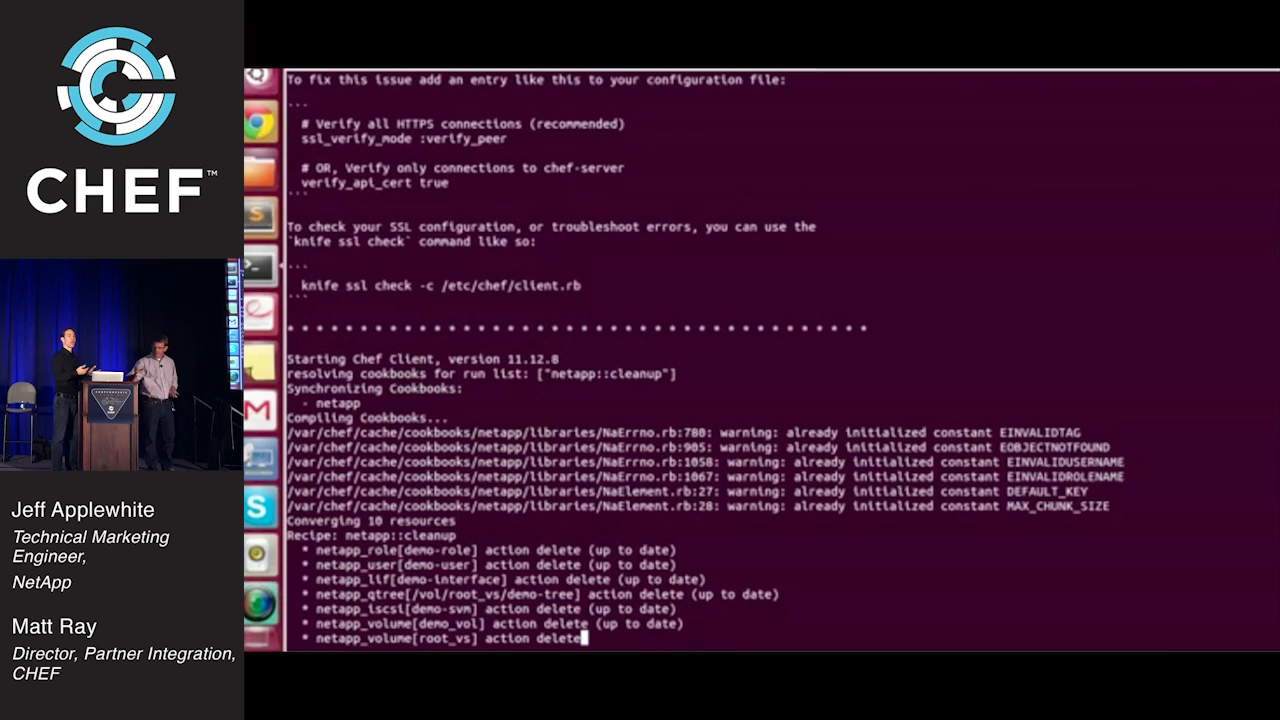 CHEF™
Jeff Applewhite
Technical Marketing
Engineer,
NetApp
Matt Ray
Director, Partner Integration,
CHEF
To fix this issue add an entry like this to your configuration file:
```
# Verify all HTTPS connections (recommended)
ssl_verify_mode :verify_peer
# OR, Verify only connections to chef-server
verify_api_cert true
```
To check your SSL configuration, or troubleshoot errors, you can use the
`knife ssl check` command like so:
```
knife ssl check -c /etc/chef/client.rb
```
* * * * * * * * * * * * * * * * * * * * * * * * * * * * * * * * * * * * * * * *
Starting Chef Client, version 11.12.8
resolving cookbooks for run list: ["netapp::cleanup"]
Synchronizing Cookbooks:
- netapp
Compiling Cookbooks...
/var/chef/cache/cookbooks/netapp/libraries/NaErrno.rb:780: warning: already initialized constant EINVALIDTAG
/var/chef/cache/cookbooks/netapp/libraries/NaErrno.rb:905: warning: already initialized constant EOBJECTNOTFOUND
/var/chef/cache/cookbooks/netapp/libraries/NaErrno.rb:1058: warning: already initialized constant EINVALIDUSERNAME
/var/chef/cache/cookbooks/netapp/libraries/NaErrno.rb:1067: warning: already initialized constant EINVALIDROLENAME
/var/chef/cache/cookbooks/netapp/libraries/NaElement.rb:27: warning: already initialized constant DEFAULT_KEY
/var/chef/cache/cookbooks/netapp/libraries/NaElement.rb:28: warning: already initialized constant MAX_CHUNK_SIZE
Converging 10 resources
Recipe: netapp::cleanup
* netapp_role[demo-role] action delete (up to date)
* netapp_user[demo-user] action delete (up to date)
* netapp_lif[demo-interface] action delete (up to date)
* netapp_qtree[/vol/root_vs/demo-tree] action delete (up to date)
* netapp_iscsi[demo-svm] action delete (up to date)
* netapp_volume[demo_vol] action delete (up to date)
* netapp_volume[root_vs] action delete